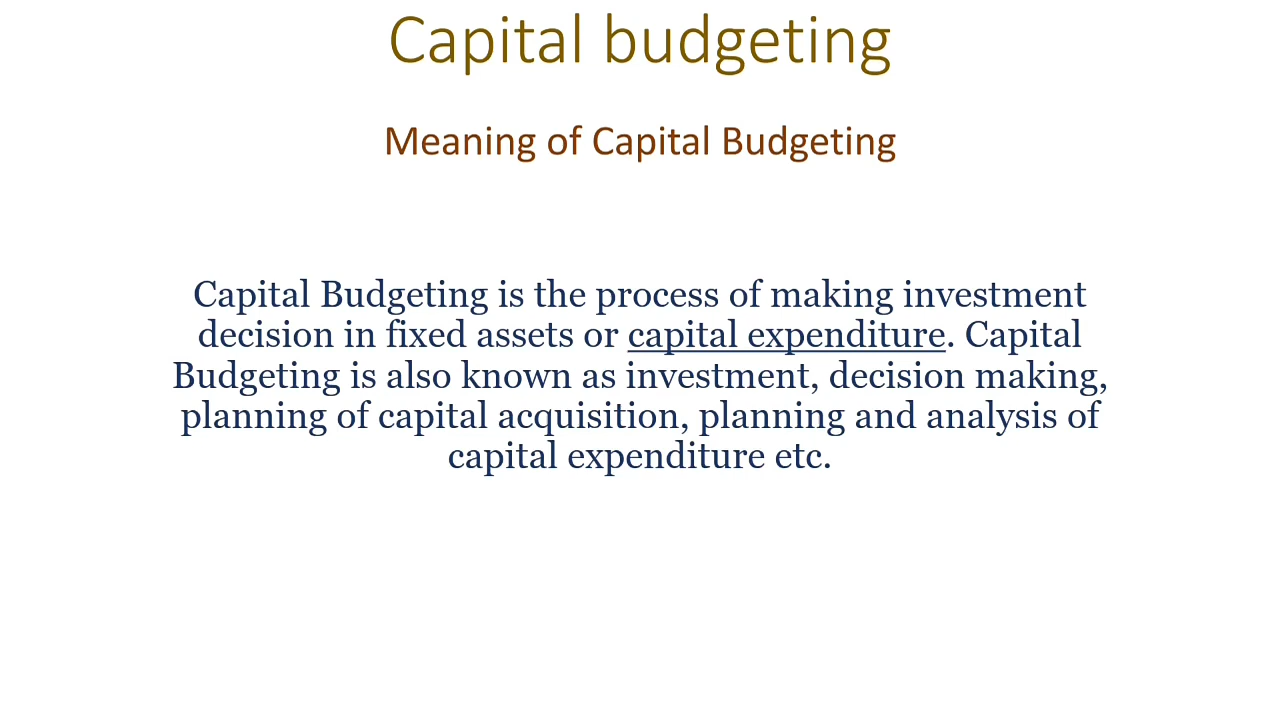 Capital budgeting
Meaning of Capital Budgeting
Capital Budgeting is the process of making investment
decision in fixed assets or capital expenditure. Capital
Budgeting is also known as investment, decision making,
planning of capital acquisition, planning and analysis of
capital expenditure etc.